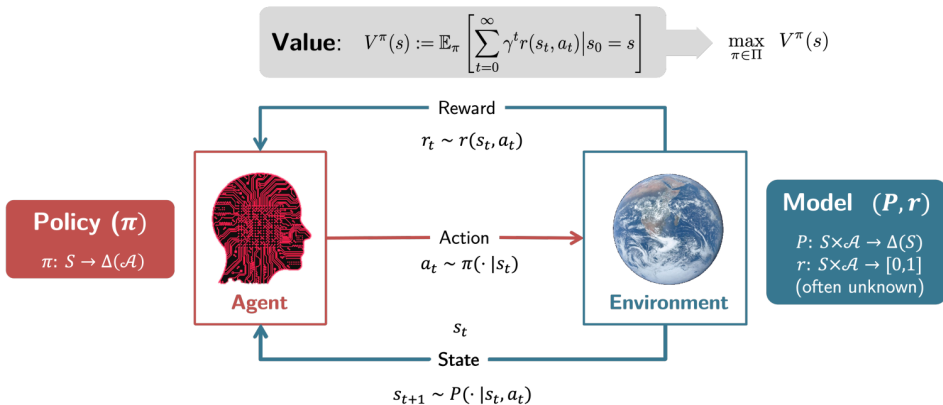 Value: V^π(s) := 𝔼_π [∑_{t=0}^{∞} γ^t r(s_t, a_t) | s_0 = s]
max_{π∈Π} V^π(s)
Reward
r_t ~ r(s_t, a_t)
Policy (π)
π: S → Δ(𝒜)
Agent
Action
a_t ~ π(· |s_t)
Environment
Model (P, r)
P: S×𝒜 → Δ(S)
r: S×𝒜 → [0,1]
(often unknown)
s_t
State
s_{t+1} ~ P(· |s_t, a_t)